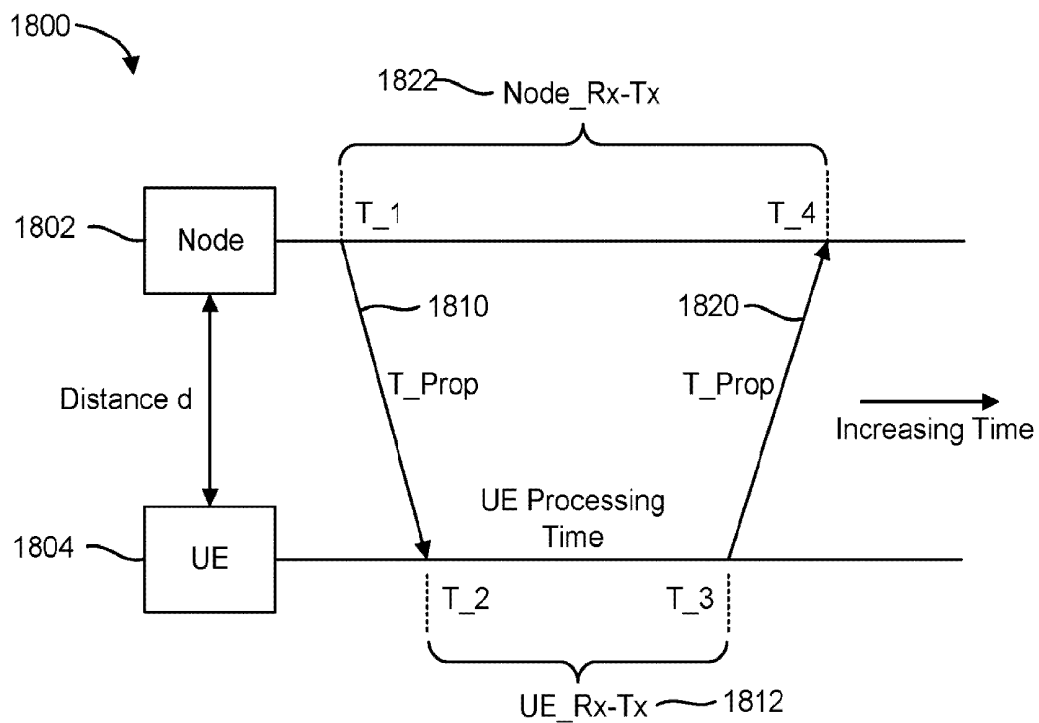 1800
1822
Node_Rx-Tx
T_1
T_4
1802
Node
1810
1820
Distance d
T_Prop
T_Prop
Increasing Time
UE Processing
Time
1804
UE
T_2
T_3
UE_Rx-Tx
1812